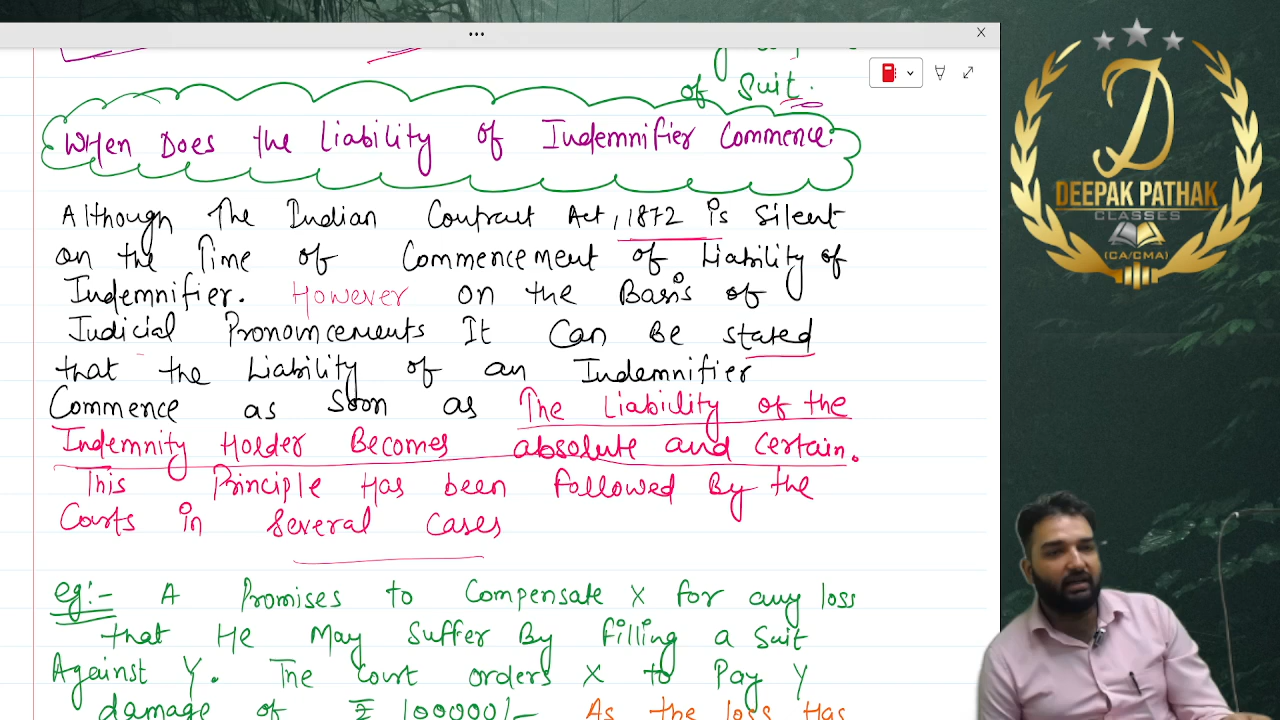 of Suit.
When Does the Liability of Indemnifier Commence:
Although The Indian Contract Act, 1872 is Silent
on the Time of Commencement of Liability of
Indemnifier. However on the Basis of
Judicial Pronouncements It Can Be stated
that the Liability of an Indemnifier
Commence as Soon as The Liability of the
Indemnity Holder Becomes absolute and certain.
This Principle Has been followed By the
Courts in Several Cases
eg:- A Promises to Compensate X for any loss
that He May Suffer By filling a Suit
Against Y. The Court orders X to Pay Y
damage of ₹ 100000/- As the loss Has
D
DEEPAK PATHAK
CLASSES
(CA/CMA)